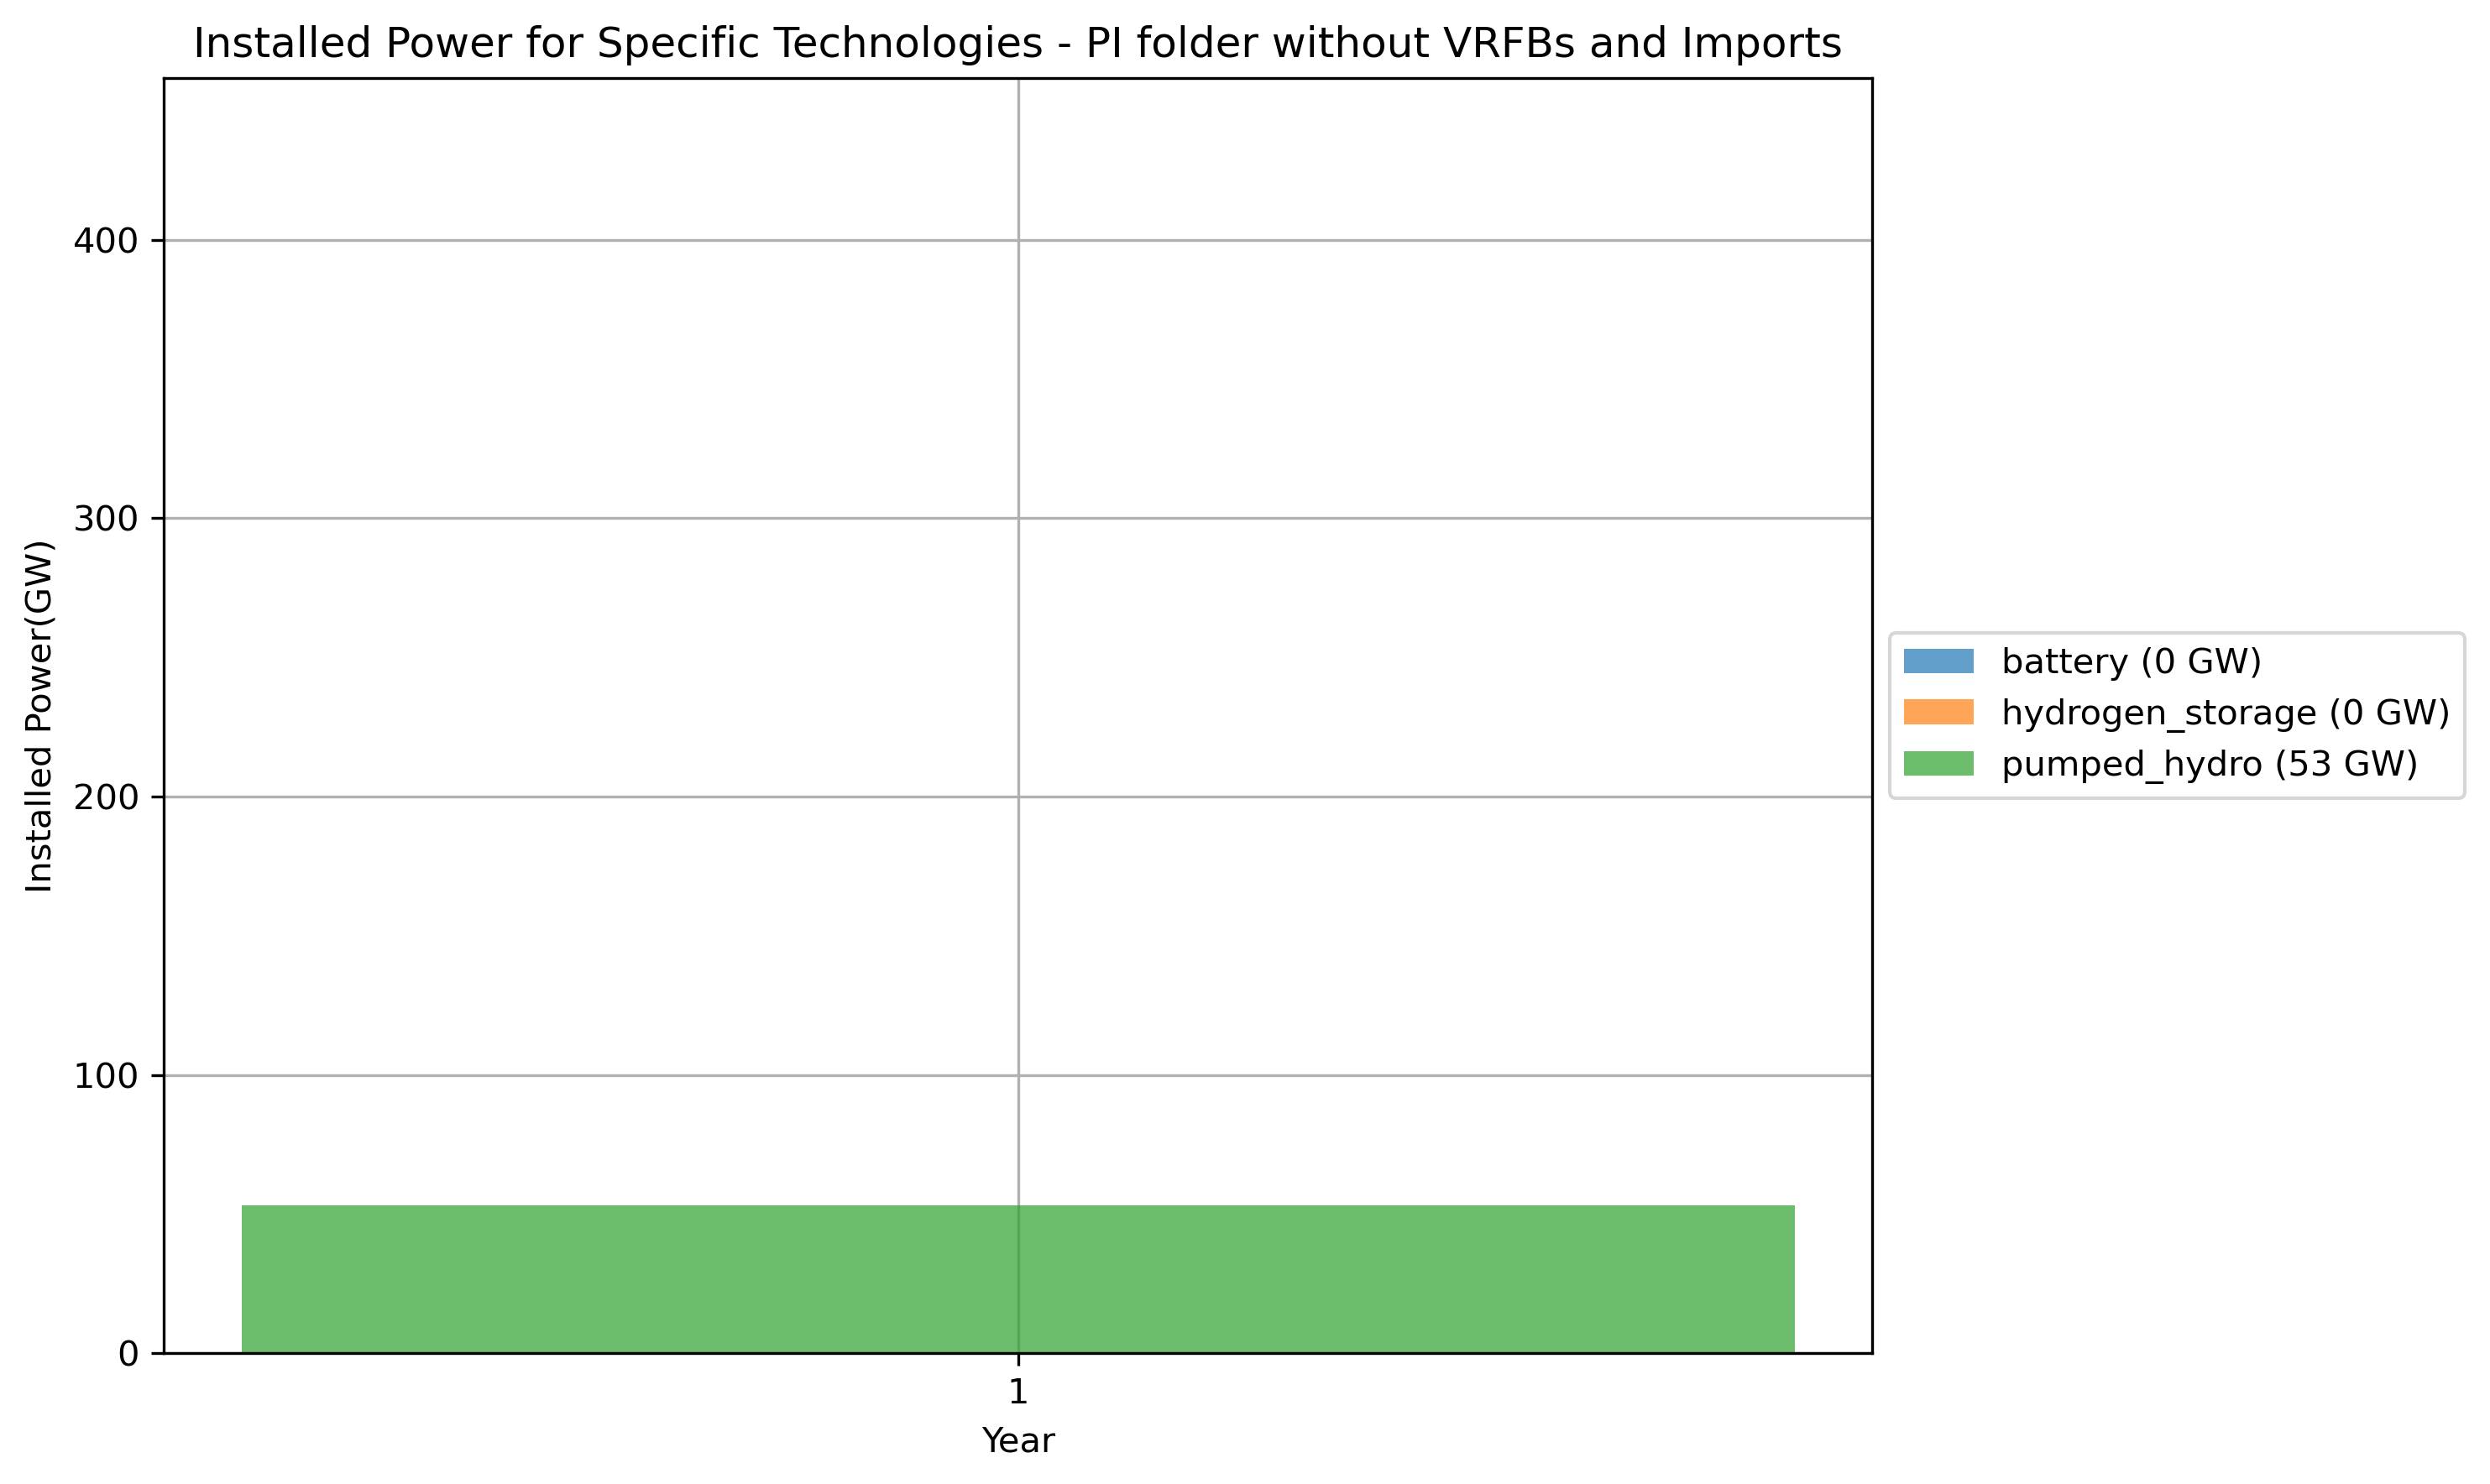 Installed Power for Specific Technologies - PI folder without VRFBs and Imports
400
300
200
100
0
Installed Power(GW)
1
Year
battery (0 GW)
hydrogen_storage (0 GW)
pumped_hydro (53 GW)